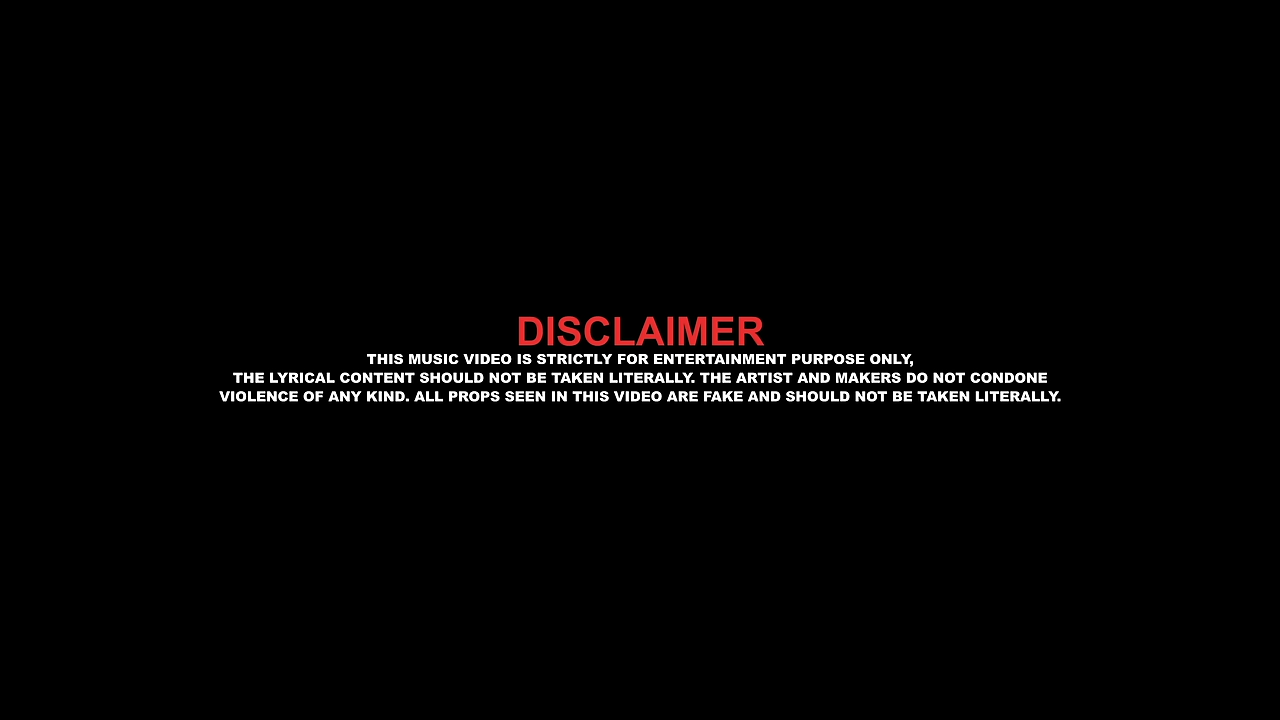 DISCLAIMER
THIS MUSIC VIDEO IS STRICTLY FOR ENTERTAINMENT PURPOSE ONLY,
THE LYRICAL CONTENT SHOULD NOT BE TAKEN LITERALLY. THE ARTIST AND MAKERS DO NOT CONDONE
VIOLENCE OF ANY KIND. ALL PROPS SEEN IN THIS VIDEO ARE FAKE AND SHOULD NOT BE TAKEN LITERALLY.